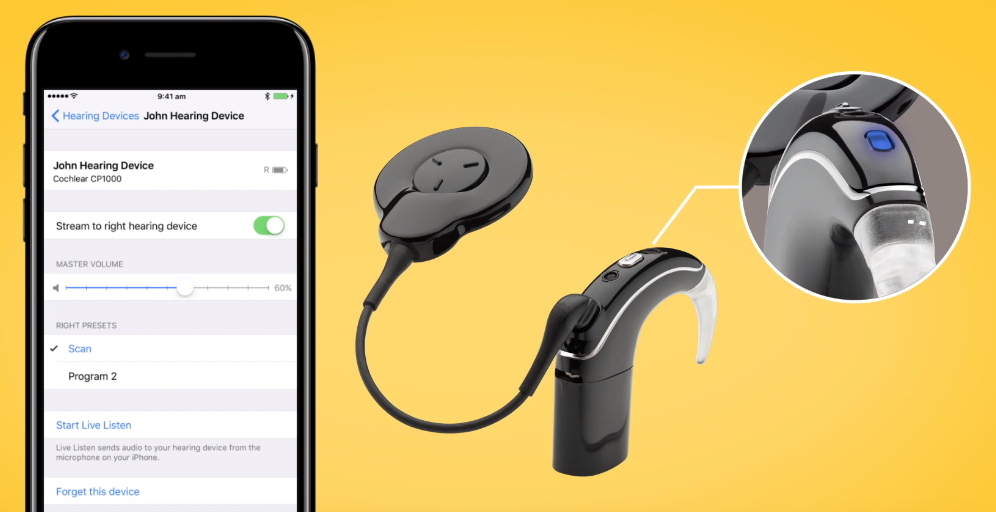 9:41 am
Hearing Devices John Hearing Device
John Hearing Device
Cochlear CP1000
R
Stream to right hearing device
MASTER VOLUME
60%
RIGHT PRESETS
Scan
Program 2
Start Live Listen
Live Listen sends audio to your hearing device from the
microphone on your iPhone.
Forget this device